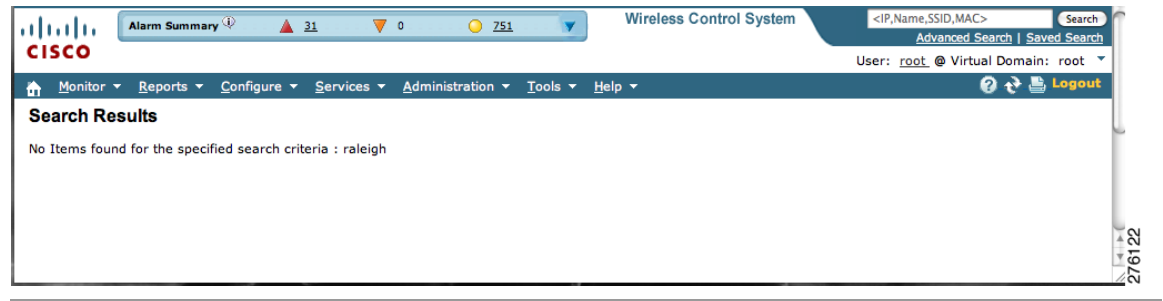 Alarm Summary 31 0 751
Wireless Control System
<IP,Name,SSID,MAC> Search
Advanced Search | Saved Search
CISCO
User: root @ Virtual Domain: root
Monitor Reports Configure Services Administration Tools Help Logout
Search Results
No Items found for the specified search criteria : raleigh
276122